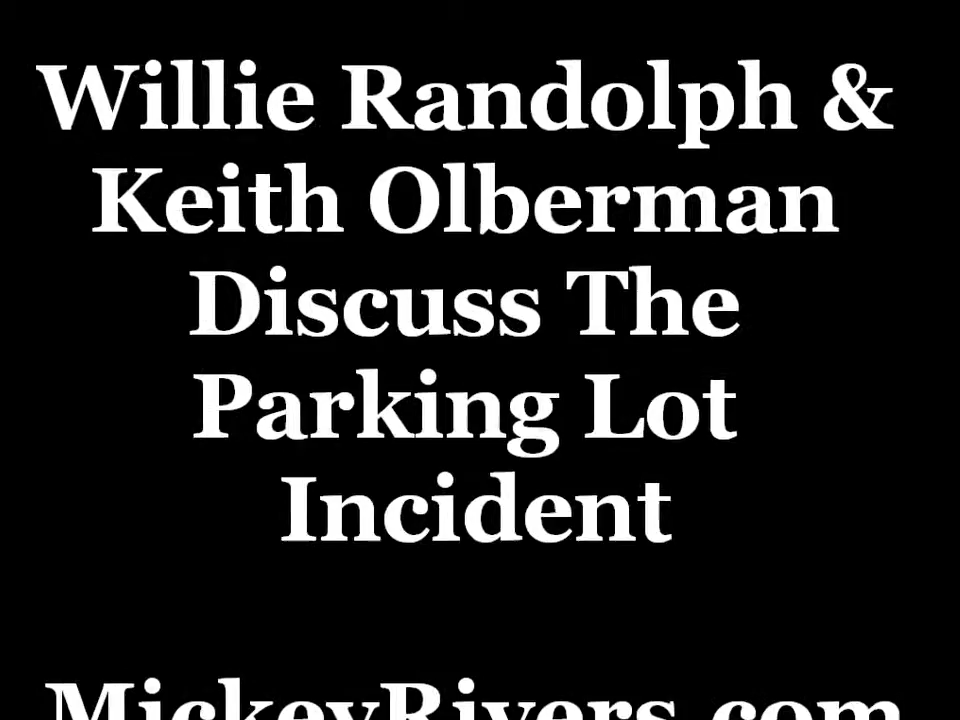 Willie Randolph &
Keith Olberman
Discuss The
Parking Lot
Incident
MickeyRivers.com